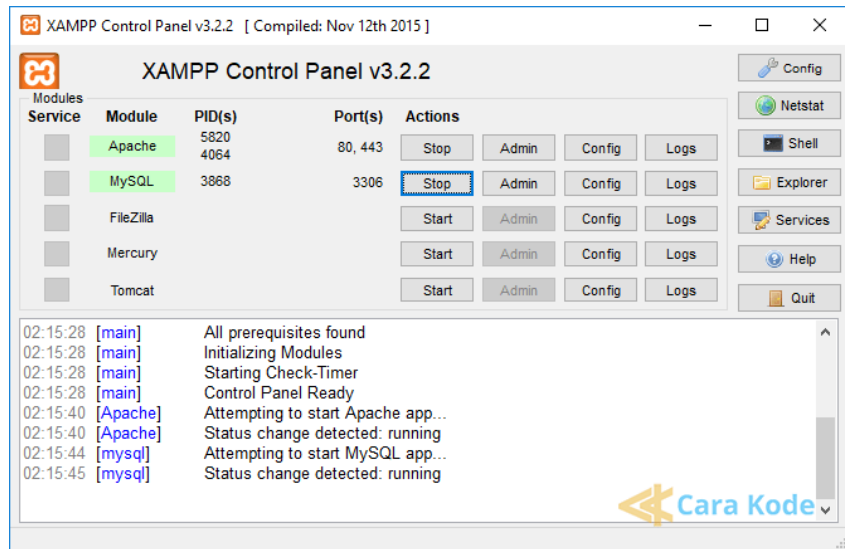 XAMPP Control Panel v3.2.2 [ Compiled: Nov 12th 2015 ]
XAMPP Control Panel v3.2.2
Config
Modules
Service Module PID(s) Port(s) Actions
Netstat
Apache 5820 4064 80, 443 Stop Admin Config Logs
Shell
MySQL 3868 3306 Stop Admin Config Logs
Explorer
FileZilla Start Admin Config Logs
Services
Mercury Start Admin Config Logs
Help
Tomcat Start Admin Config Logs
Quit
02:15:28 [main] All prerequisites found
02:15:28 [main] Initializing Modules
02:15:28 [main] Starting Check-Timer
02:15:28 [main] Control Panel Ready
02:15:40 [Apache] Attempting to start Apache app...
02:15:40 [Apache] Status change detected: running
02:15:44 [mysql] Attempting to start MySQL app...
02:15:45 [mysql] Status change detected: running
Cara Kode